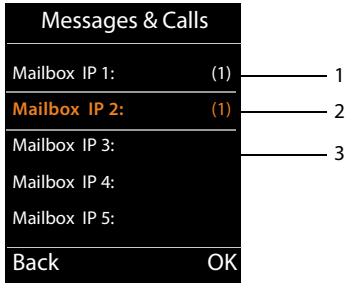 Messages & Calls
Mailbox IP 1: (1) 1
Mailbox IP 2: (1) 2
Mailbox IP 3: 3
Mailbox IP 4:
Mailbox IP 5:
Back OK